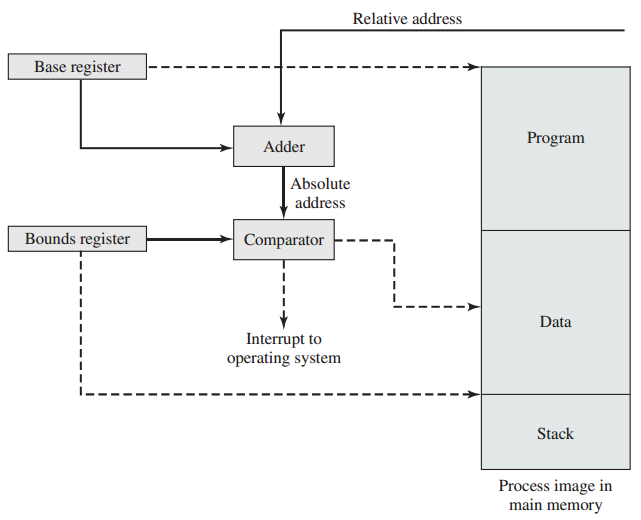 Relative address
Base register
Program
Adder
Absolute
address
Bounds register
Comparator
Data
Interrupt to
operating system
Stack
Process image in
main memory